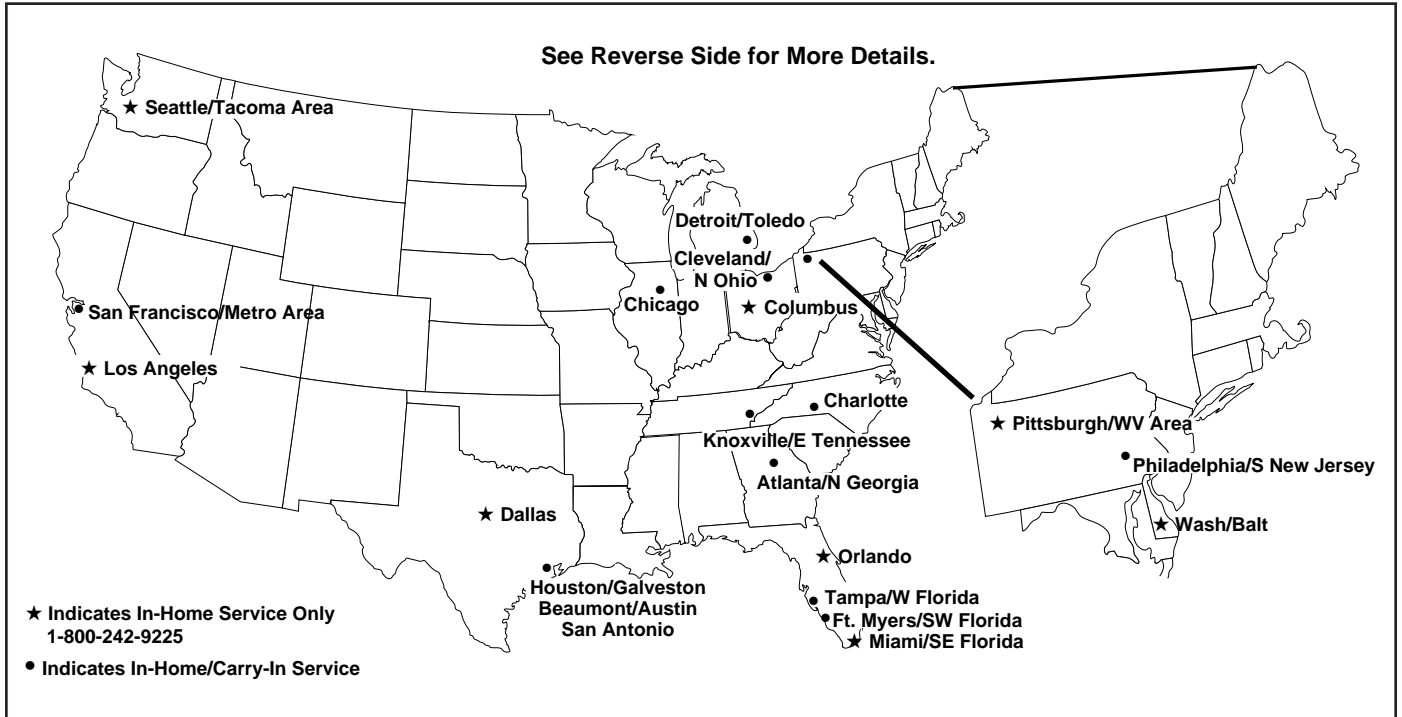 See Reverse Side for More Details.
★ Seattle/Tacoma Area
Detroit/Toledo
Cleveland/
N Ohio
Chicago
★ Columbus
San Francisco/Metro Area
★ Los Angeles
Charlotte
Knoxville/E Tennessee
Atlanta/N Georgia
★ Pittsburgh/WV Area
Philadelphia/S New Jersey
★ Wash/Balt
★ Dallas
★ Orlando
Houston/Galveston
Beaumont/Austin
San Antonio
Tampa/W Florida
Ft. Myers/SW Florida
★ Miami/SE Florida
★ Indicates In-Home Service Only
1-800-242-9225
• Indicates In-Home/Carry-In Service